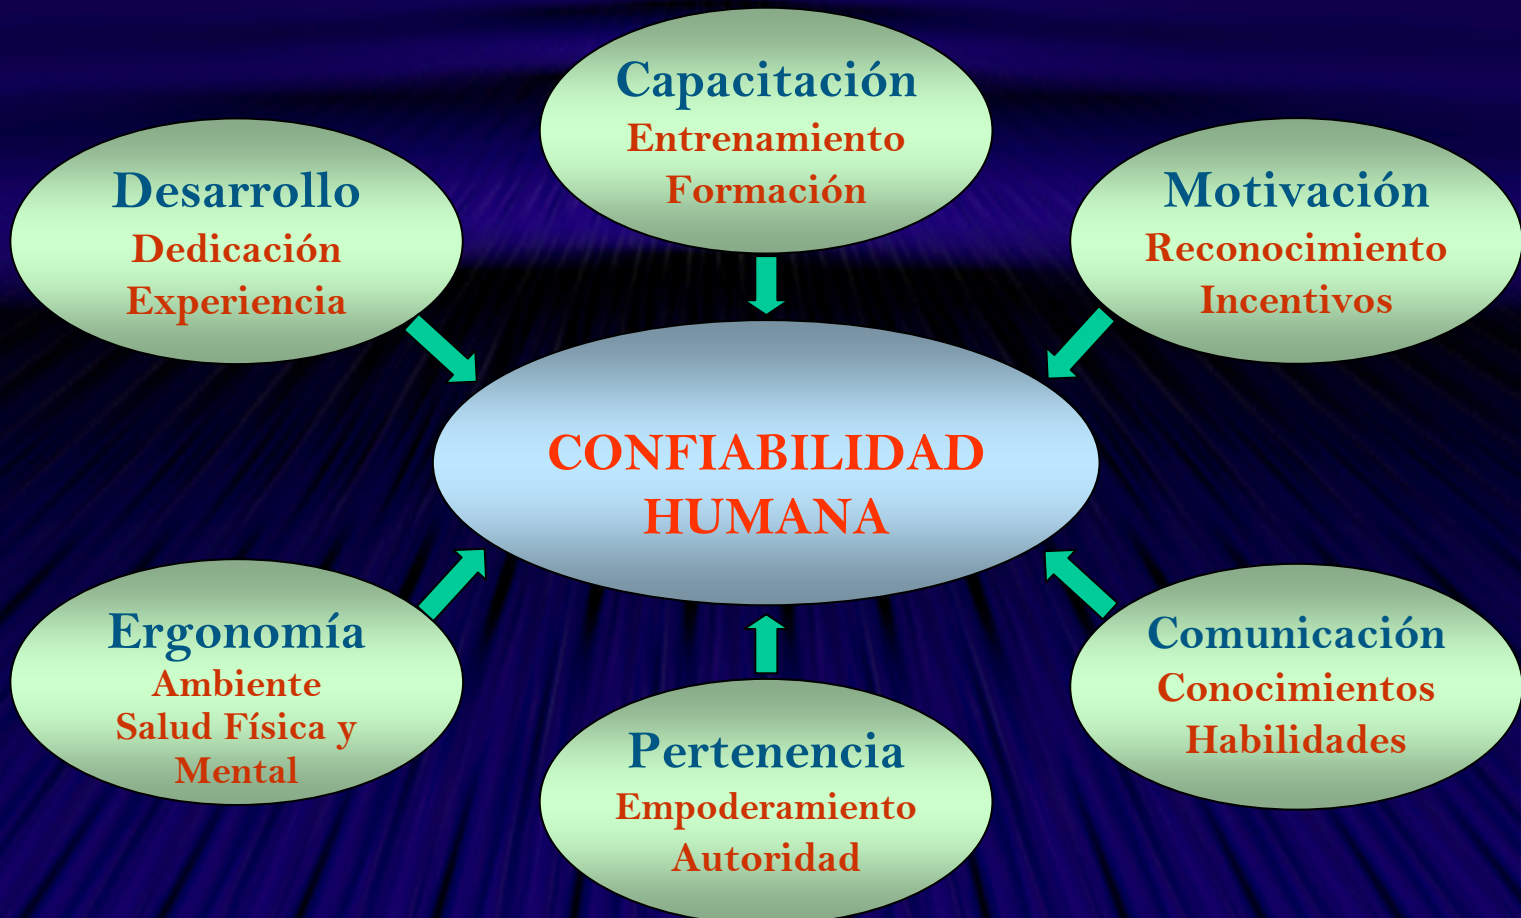 Capacitación
Entrenamiento
Formación
Desarrollo
Dedicación
Experiencia
Motivación
Reconocimiento
Incentivos
CONFIABILIDAD
HUMANA
Ergonomía
Ambiente
Salud Física y
Mental
Pertenencia
Empoderamiento
Autoridad
Comunicación
Conocimientos
Habilidades